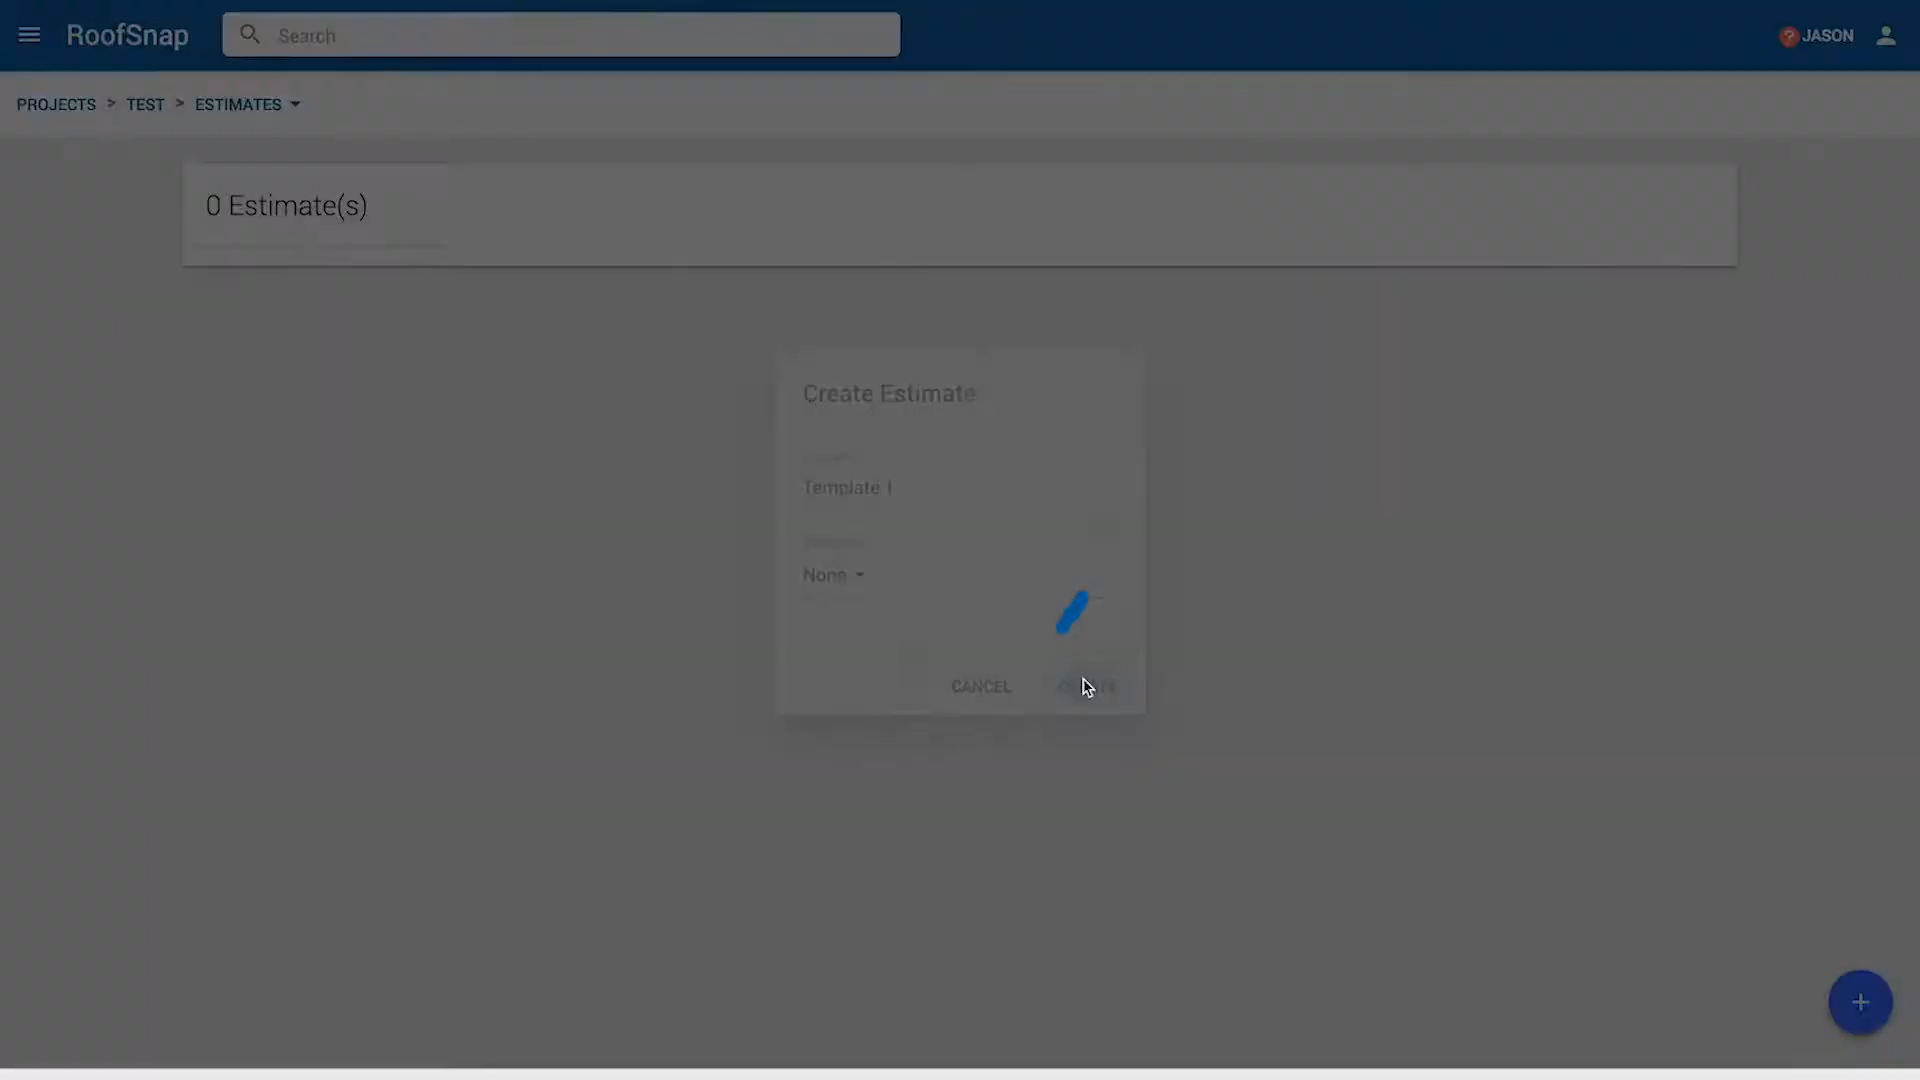 RoofSnap
Search
? JASON
PROJECTS > TEST > ESTIMATES
0 Estimate(s)
Create Estimate
Template 1
None
CANCEL
+